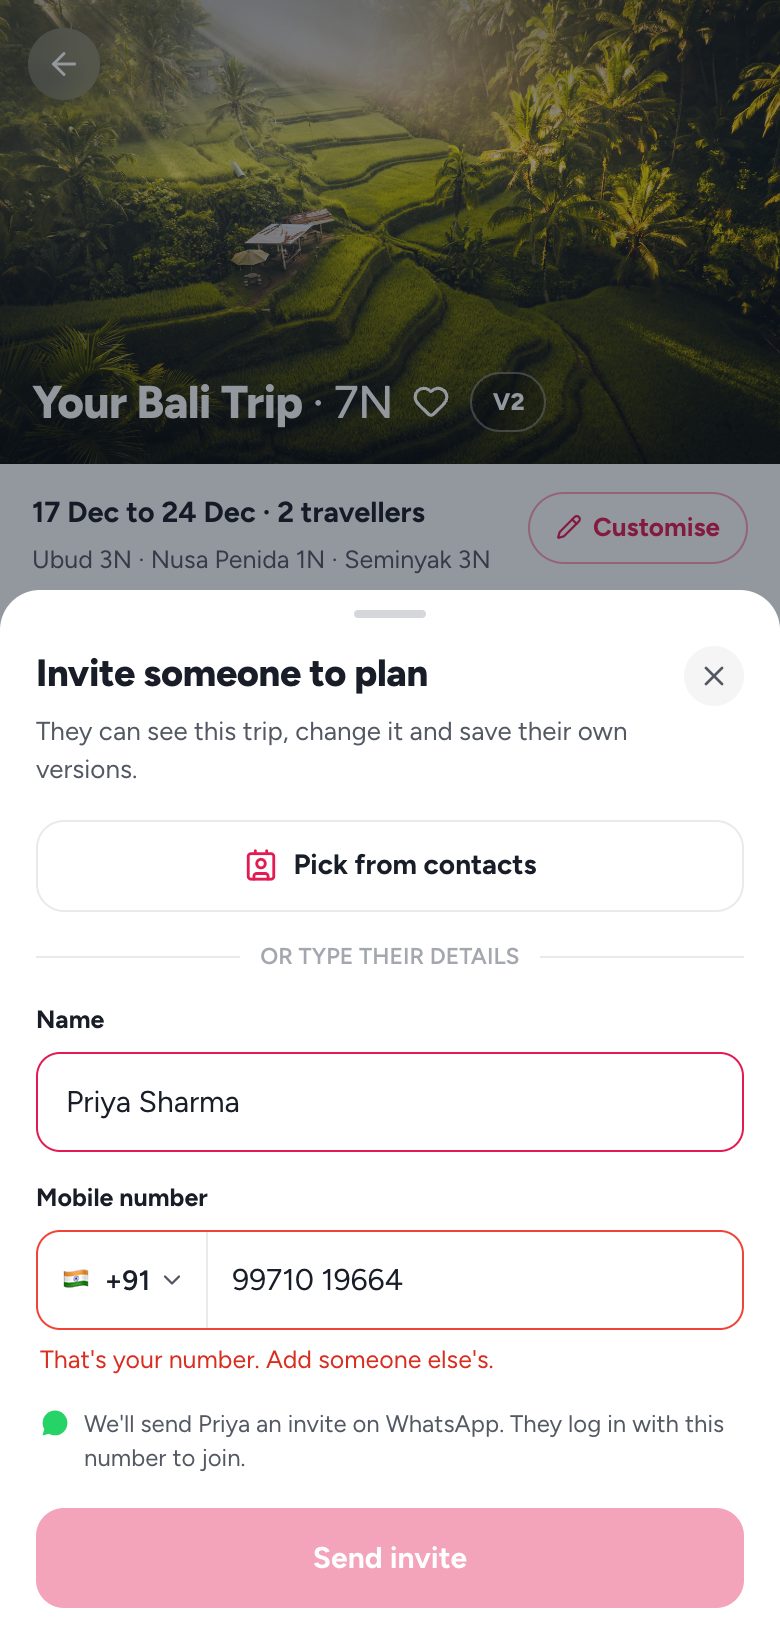 Your Bali Trip · 7N
V2
17 Dec to 24 Dec · 2 travellers
Customise
Ubud 3N · Nusa Penida 1N · Seminyak 3N
Invite someone to plan
They can see this trip, change it and save their own
versions.
Pick from contacts
OR TYPE THEIR DETAILS
Name
Priya Sharma
Mobile number
+91
99710 19664
That's your number. Add someone else's.
We'll send Priya an invite on WhatsApp. They log in with this
number to join.
Send invite